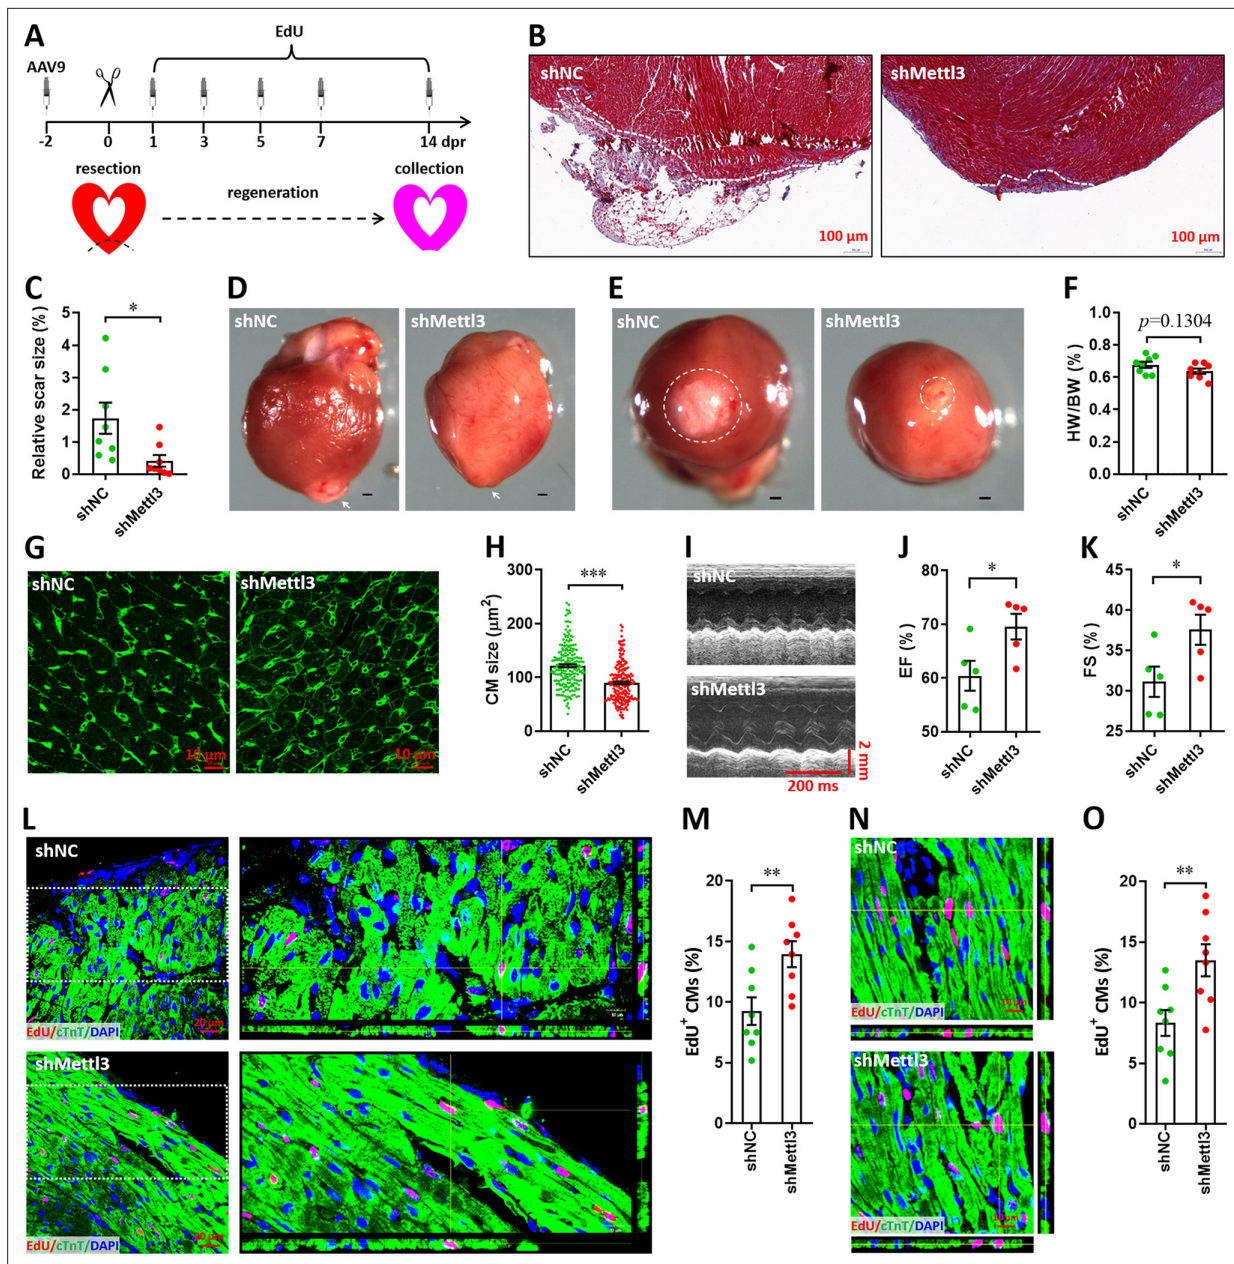 A
EdU
AAV9
-2 0 1 3 5 7 14 dpr
resection
collection
regeneration
B
shNC
shMettl3
100 µm
100 µm
C
*
Relative scar size (%)
5
4
3
2
1
0
shNC
shMettl3
D
shNC
shMettl3
E
shNC
shMettl3
F
p=0.1304
HW/BW (%)
1.0
0.8
0.6
0.4
0.2
0.0
shNC
shMettl3
G
shNC
shMettl3
10 µm
10 µm
H
***
CM size (µm²)
300
200
100
0
shNC
shMettl3
I
shNC
shMettl3
2 mm
200 ms
J
*
EF (%)
80
70
60
50
shNC
shMettl3
K
*
FS (%)
45
40
35
30
25
shNC
shMettl3
L
shNC
EdU/cTnT/DAPI
20 µm
shMettl3
EdU/cTnT/DAPI
20 µm
M
**
EdU⁺ CMs (%)
20
15
10
5
0
shNC
shMettl3
N
shNC
EdU/cTnT/DAPI
10 µm
shMettl3
EdU/cTnT/DAPI
10 µm
O
**
EdU⁺ CMs (%)
20
15
10
5
0
shNC
shMettl3